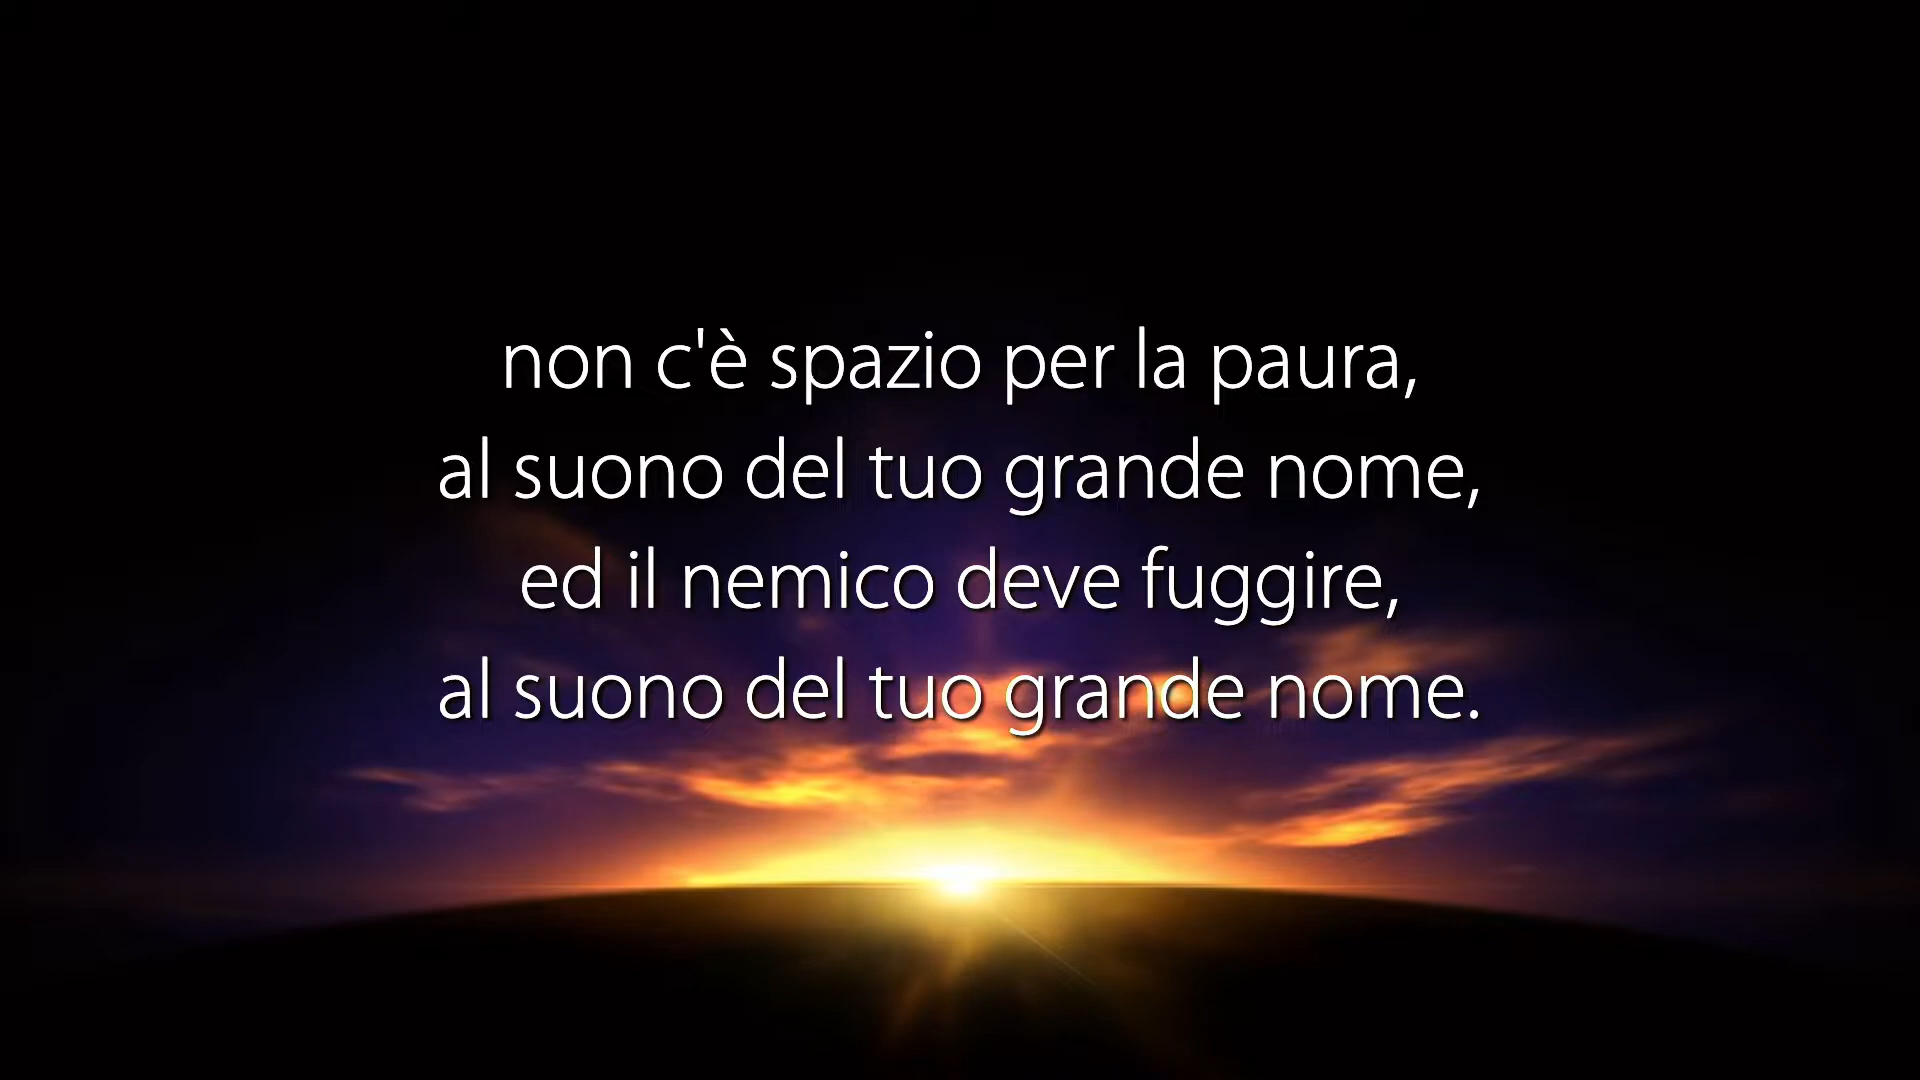 non c'è spazio per la paura,
al suono del tuo grande nome,
ed il nemico deve fuggire,
al suono del tuo grande nome.